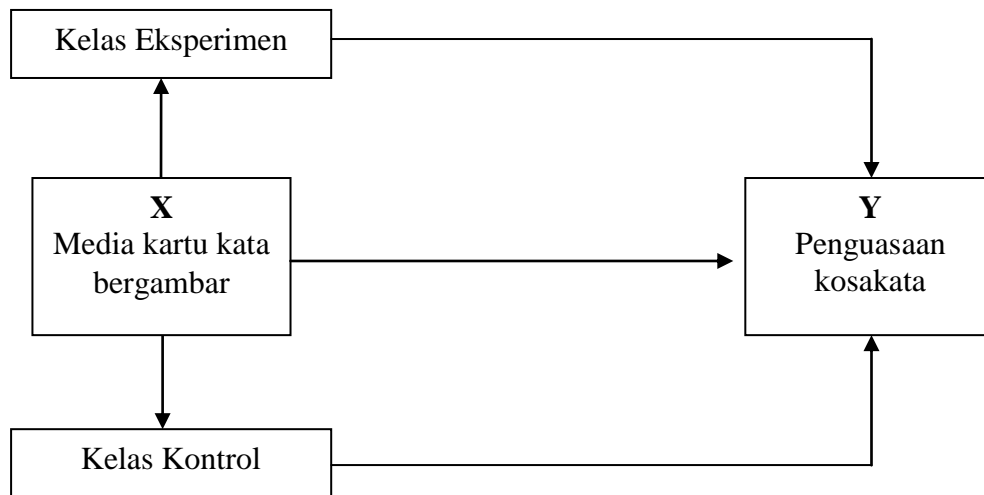 Kelas Eksperimen
X
Media kartu kata
bergambar
Y
Penguasaan
kosakata
Kelas Kontrol